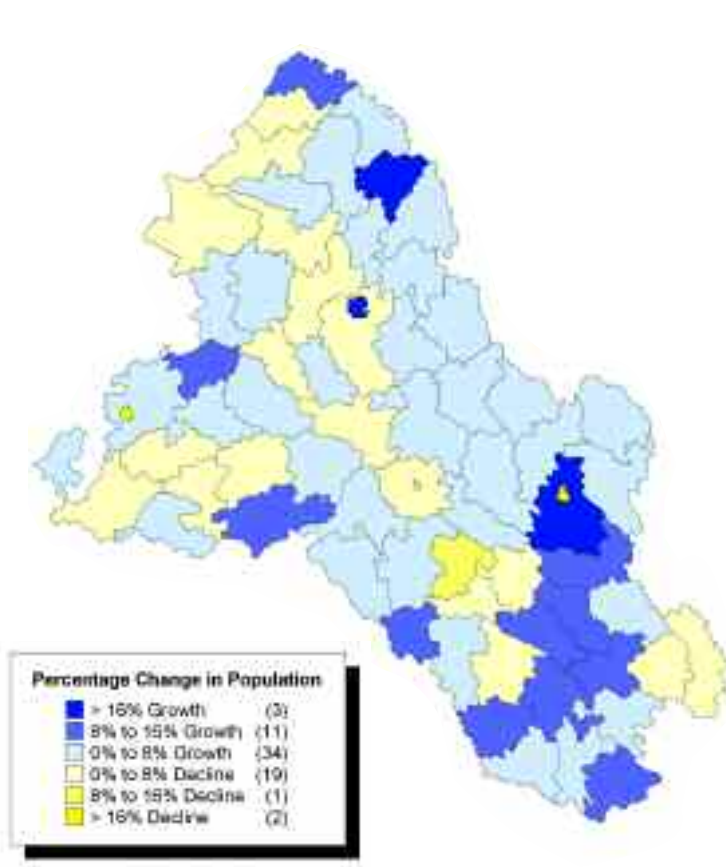 Percentage Change in Population
> 16% Growth (3)
8% to 15% Growth (11)
0% to 8% Growth (34)
0% to 8% Decline (19)
8% to 16% Decline (1)
> 16% Decline (2)